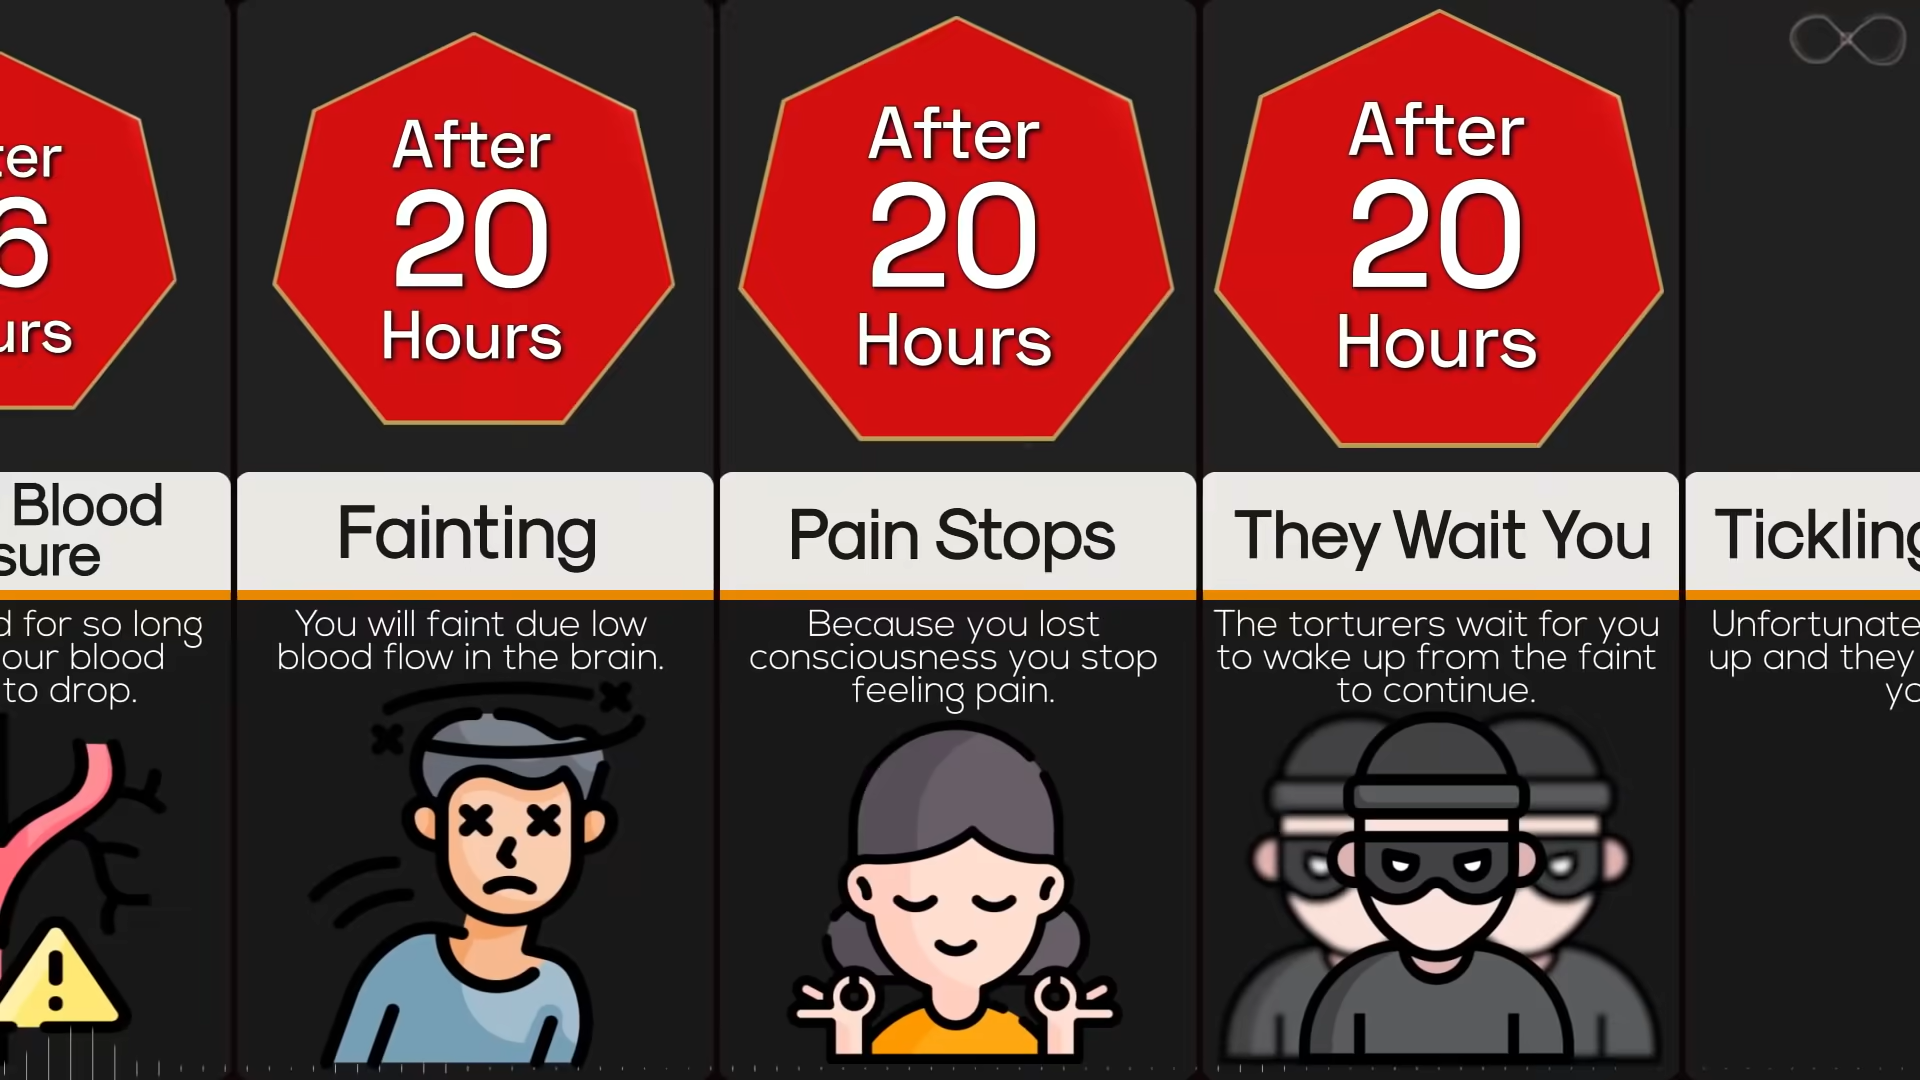 6
Blood
d for so long
our blood
to drop.
After
20
Hours
Fainting
You will faint due low
blood flow in the brain.
After
20
Hours
Pain Stops
Because you lost
consciousness you stop
feeling pain.
After
20
Hours
They Wait You
The torturers wait for you
to wake up from the faint
to continue.
Tickling
Unfortunate
up and they